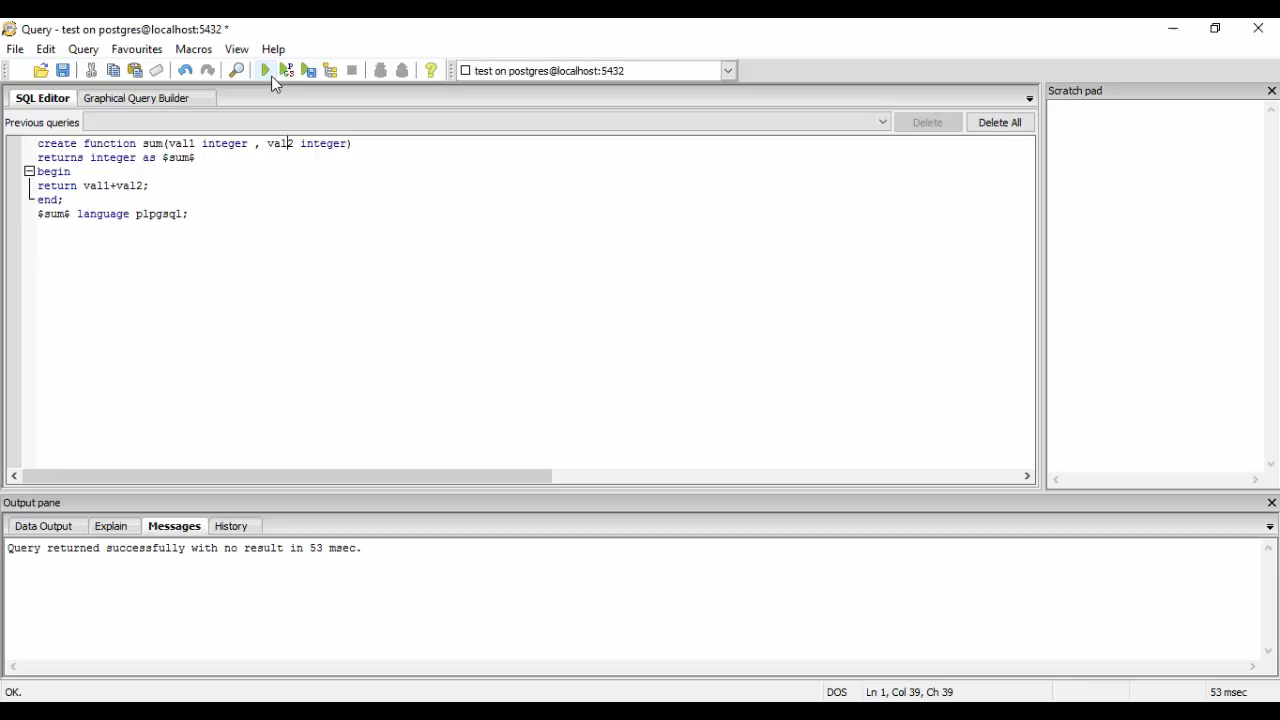 Query - test on postgres@localhost:5432 *
File Edit Query Favourites Macros View Help
test on postgres@localhost:5432
SQL Editor Graphical Query Builder
Scratch pad
Previous queries Delete Delete All
create function sum(val1 integer , val2 integer)
returns integer as $sum$
begin
return val1+val2;
end;
$sum$ language plpgsql;
Output pane
Data Output Explain Messages History
Query returned successfully with no result in 53 msec.
OK. DOS Ln 1, Col 39, Ch 39 53 msec